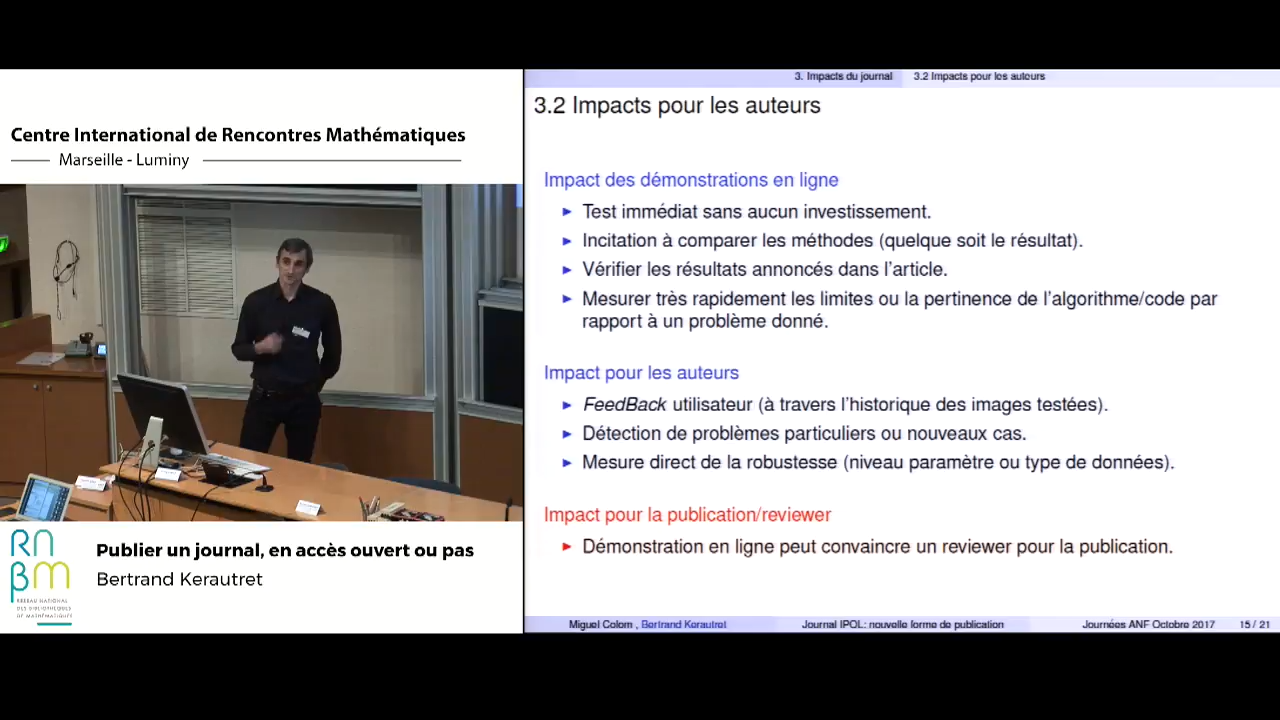 Centre International de Rencontres Mathématiques
Marseille - Luminy
3. Impacts du journal
3.2 Impacts pour les auteurs
3.2 Impacts pour les auteurs
Impact des démonstrations en ligne
Test immédiat sans aucun investissement.
Incitation à comparer les méthodes (quelque soit le résultat).
Vérifier les résultats annoncés dans l'article.
Mesurer très rapidement les limites ou la pertinence de l'algorithme/code par
rapport à un problème donné.
Impact pour les auteurs
FeedBack utilisateur (à travers l'historique des images testées).
Détection de problèmes particuliers ou nouveaux cas.
Mesure direct de la robustesse (niveau paramètre ou type de données).
Impact pour la publication/reviewer
Démonstration en ligne peut convaincre un reviewer pour la publication.
RNBM
RÉSEAU NATIONAL
DES BIBLIOTHÈQUES
DE MATHÉMATIQUES
Publier un journal, en accès ouvert ou pas
Bertrand Kerautret
Miguel Colom , Bertrand Kerautret
Journal IPOL: nouvelle forme de publication
Journées ANF Octobre 2017
15 / 21